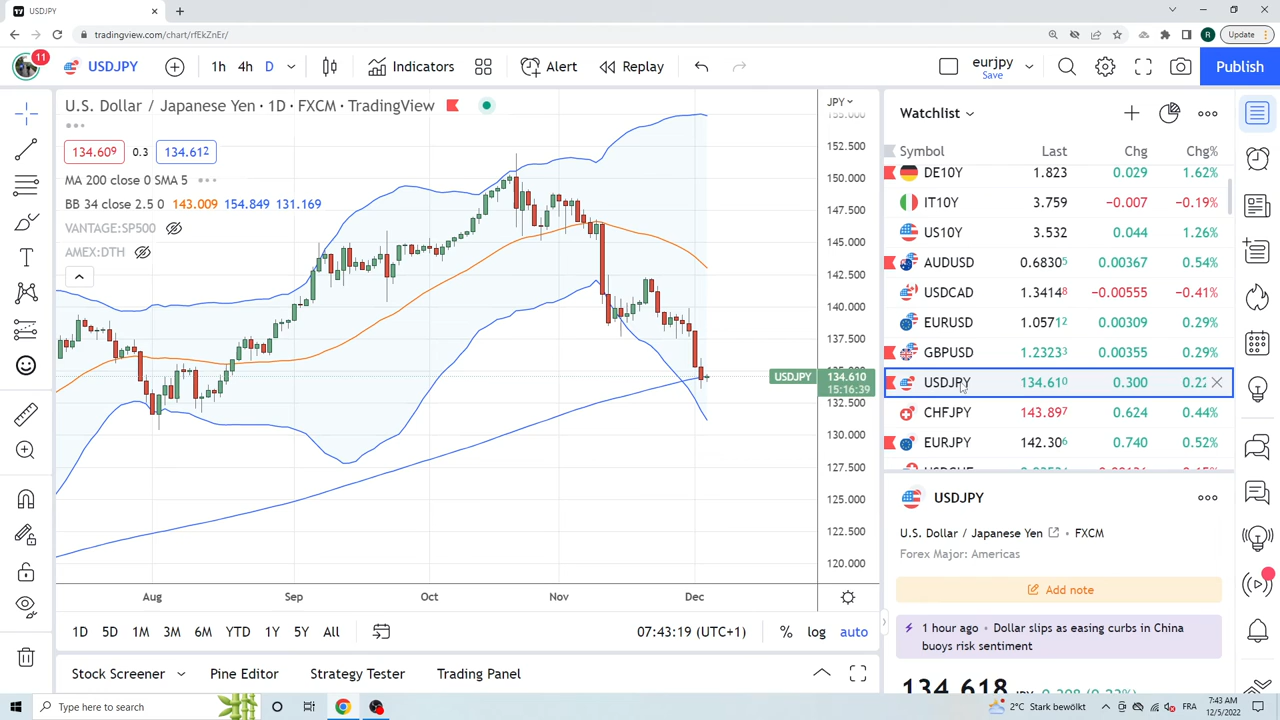 USDJPY
tradingview.com/chart/rfEkZnEr/
R
Update
11
USDJPY
1h 4h D
Indicators
Alert
Replay
eurjpy
Save
Publish
U.S. Dollar / Japanese Yen · 1D · FXCM · TradingView
JPY
134.609 0.3 134.612
MA 200 close 0 SMA 5
BB 34 close 2.5 0 143.009 154.849 131.169
VANTAGE:SP500
AMEX:DTH
155.000
152.500
150.000
147.500
145.000
142.500
140.000
137.500
135.000
USDJPY 134.610
15:16:39
132.500
130.000
127.500
125.000
122.500
120.000
Aug Sep Oct Nov Dec
1D 5D 1M 3M 6M YTD 1Y 5Y All
07:43:19 (UTC+1) % log auto
Stock Screener Pine Editor Strategy Tester Trading Panel
Watchlist
Symbol Last Chg Chg%
DE10Y 1.823 0.029 1.62%
IT10Y 3.759 −0.007 −0.19%
US10Y 3.532 0.044 1.26%
AUDUSD 0.68305 0.00367 0.54%
USDCAD 1.34148 −0.00555 −0.41%
EURUSD 1.05712 0.00309 0.29%
GBPUSD 1.23233 0.00355 0.29%
USDJPY 134.610 0.300 0.22
CHFJPY 143.897 0.624 0.44%
EURJPY 142.306 0.740 0.52%
USDJPY
U.S. Dollar / Japanese Yen • FXCM
Forex Major: Americas
Add note
1 hour ago • Dollar slips as easing curbs in China
buoys risk sentiment
134.618
Type here to search
2°C Stark bewölkt
FRA
7:43 AM
12/5/2022